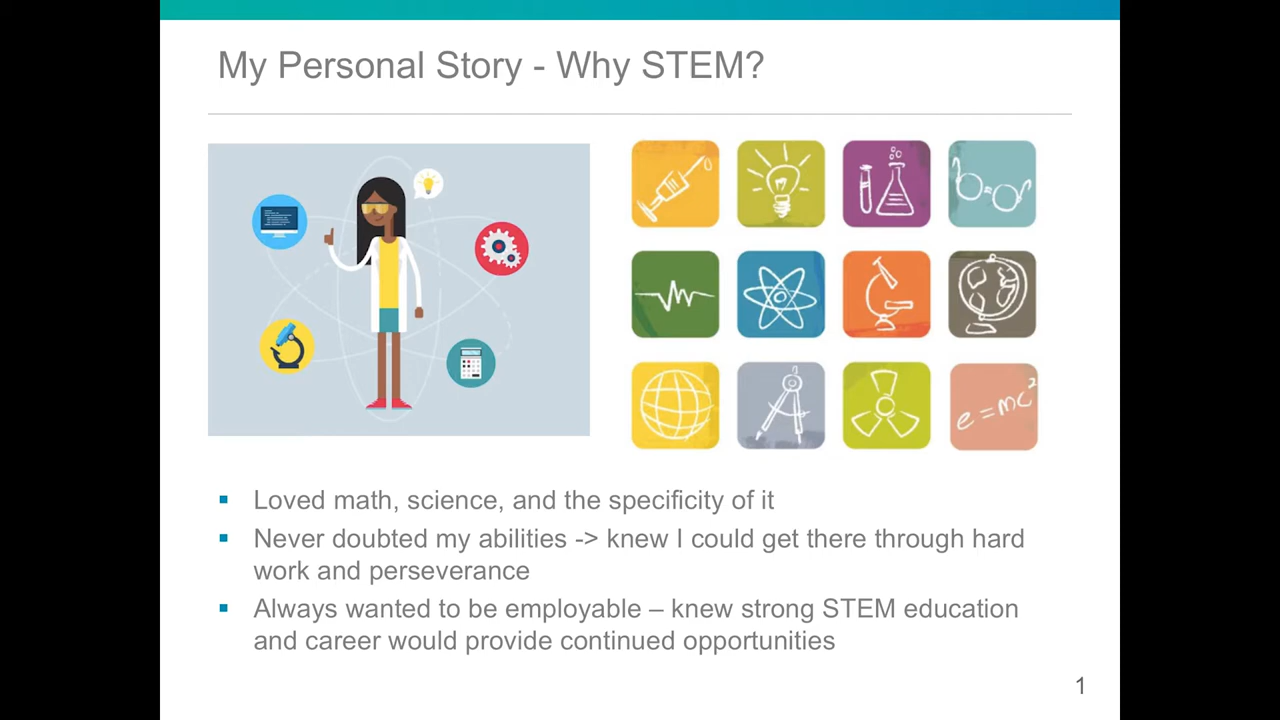 My Personal Story - Why STEM?
e=mc²
▪ Loved math, science, and the specificity of it
▪ Never doubted my abilities -> knew I could get there through hard
work and perseverance
▪ Always wanted to be employable – knew strong STEM education
and career would provide continued opportunities
1